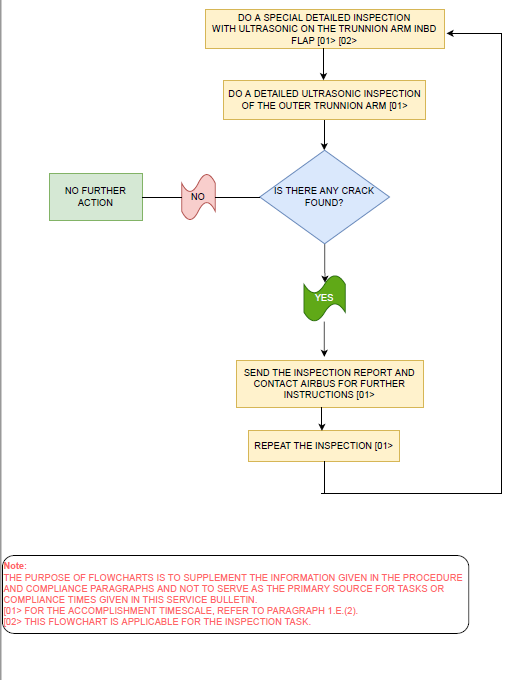 DO A SPECIAL DETAILED INSPECTION
WITH ULTRASONIC ON THE TRUNNION ARM INBD
FLAP [01> [02>
DO A DETAILED ULTRASONIC INSPECTION
OF THE OUTER TRUNNION ARM [01>
IS THERE ANY CRACK
FOUND?
NO
NO FURTHER
ACTION
YES
SEND THE INSPECTION REPORT AND
CONTACT AIRBUS FOR FURTHER
INSTRUCTIONS [01>
REPEAT THE INSPECTION [01>
Note:
THE PURPOSE OF FLOWCHARTS IS TO SUPPLEMENT THE INFORMATION GIVEN IN THE PROCEDURE
AND COMPLIANCE PARAGRAPHS AND NOT TO SERVE AS THE PRIMARY SOURCE FOR TASKS OR
COMPLIANCE TIMES GIVEN IN THIS SERVICE BULLETIN.
[01> FOR THE ACCOMPLISHMENT TIMESCALE, REFER TO PARAGRAPH 1.E.(2).
[02> THIS FLOWCHART IS APPLICABLE FOR THE INSPECTION TASK.